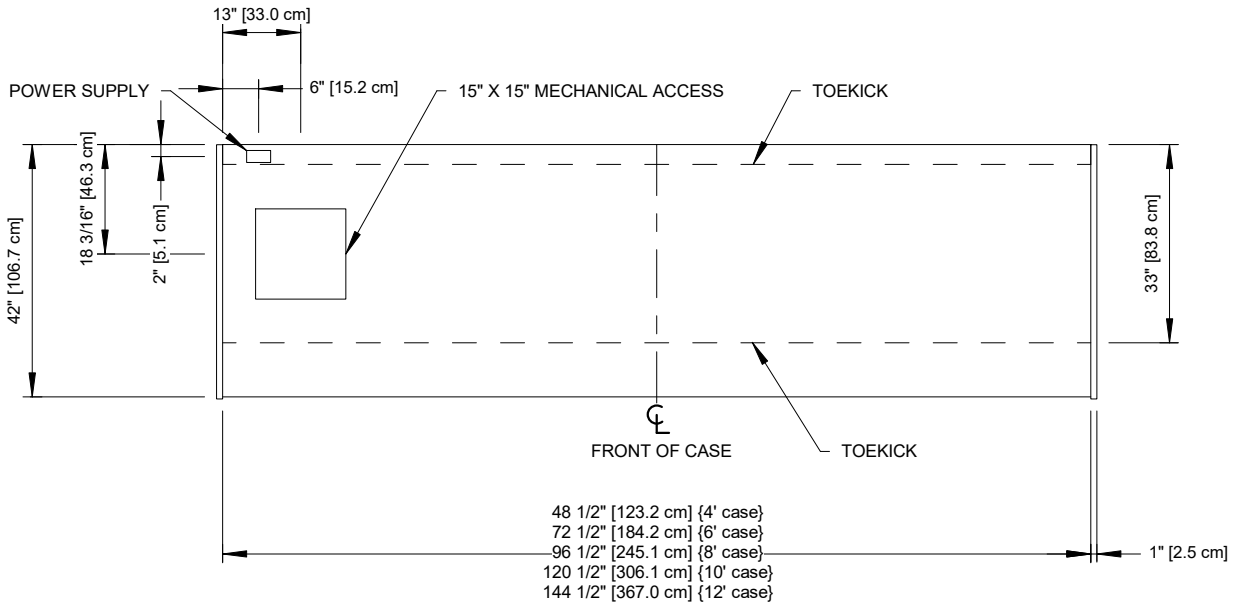 13" [33.0 cm]
POWER SUPPLY
6" [15.2 cm]
15" X 15" MECHANICAL ACCESS
TOEKICK
42" [106.7 cm]
18 3/16" [46.3 cm]
2" [5.1 cm]
33" [83.8 cm]
CL
FRONT OF CASE
TOEKICK
48 1/2" [123.2 cm] {4' case}
72 1/2" [184.2 cm] {6' case}
96 1/2" [245.1 cm] {8' case}
120 1/2" [306.1 cm] {10' case}
144 1/2" [367.0 cm] {12' case}
1" [2.5 cm]